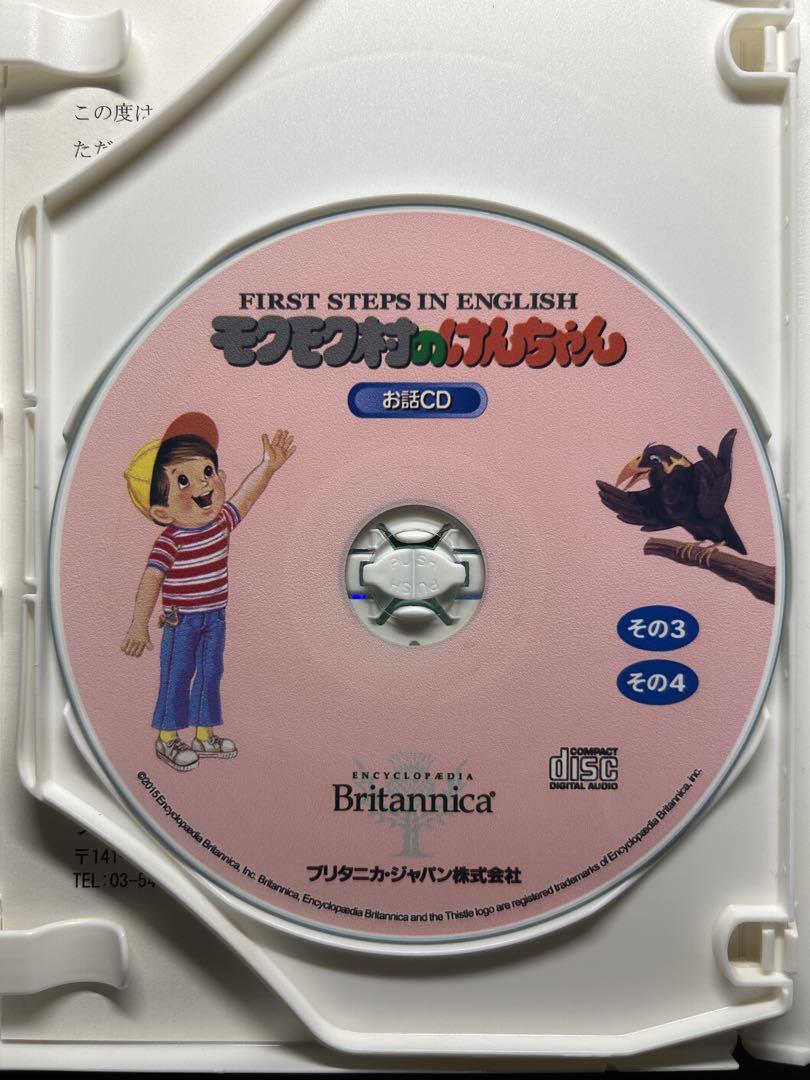 この度は
ただ
FIRST STEPS IN ENGLISH
モクモク村のけんちゃん
お話CD
PUSH
その3
その4
COMPACT
disc
DIGITAL AUDIO
ENCYCLOPÆDIA
Britannica®
ブリタニカ・ジャパン株式会社
©2015 Encyclopædia Britannica, Inc. Britannica, Encyclopædia Britannica and the Thistle logo are registered trademarks of Encyclopædia Britannica, Inc.
〒141-
TEL:03-54